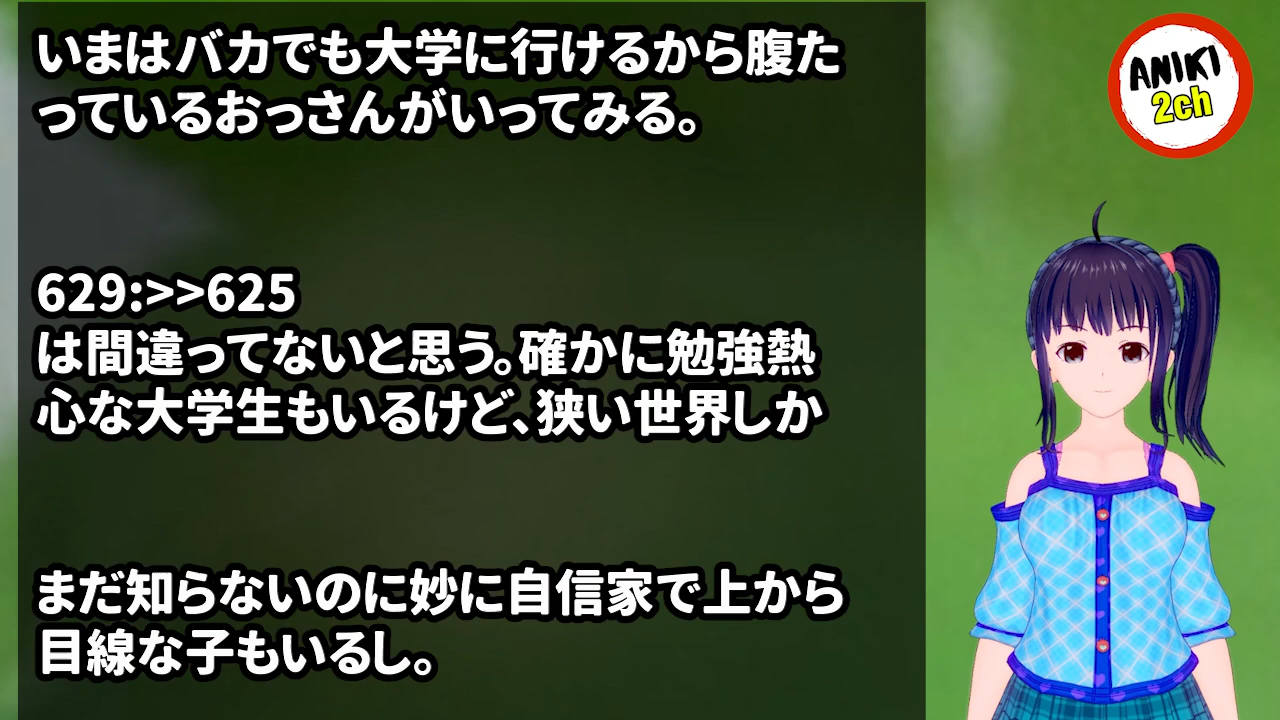 いまはバカでも大学に行けるから腹た
っているおっさんがいってみる。
629:>>625
は間違ってないと思う。確かに勉強熱
心な大学生もいるけど、狭い世界しか
まだ知らないのに妙に自信家で上から
目線な子もいるし。
ANIKI
2ch